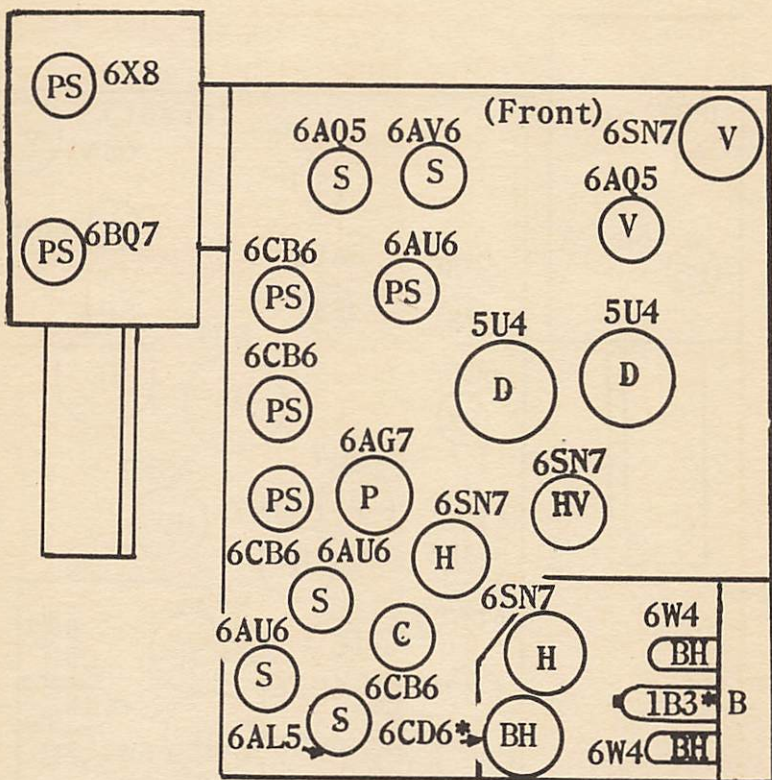 PS 6X8
(Front)
6AQ5 6AV6
S S
6SN7 V
6AQ5
V
PS 6BQ7
6CB6
PS
6AU6
PS
5U4
D
5U4
D
6CB6
PS
6AG7
P
6SN7
HV
PS
6CB6
6SN7
H
6AU6
S
6SN7
H
6W4
BH
C
6CB6
6AU6
S
1B3*
B
S
6AL5
6CD6*
BH
6W4 BH